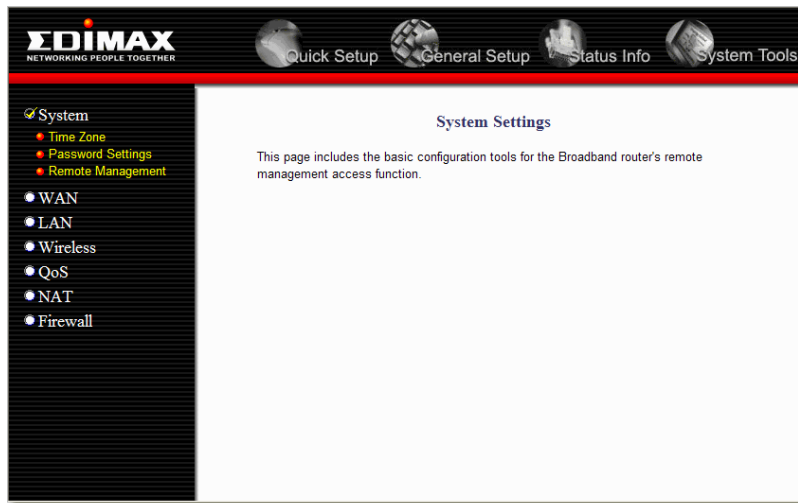 EDIMAX
NETWORKING PEOPLE TOGETHER
Quick Setup
General Setup
Status Info
System Tools
System
Time Zone
Password Settings
Remote Management
WAN
LAN
Wireless
QoS
NAT
Firewall
System Settings
This page includes the basic configuration tools for the Broadband router's remote
management access function.